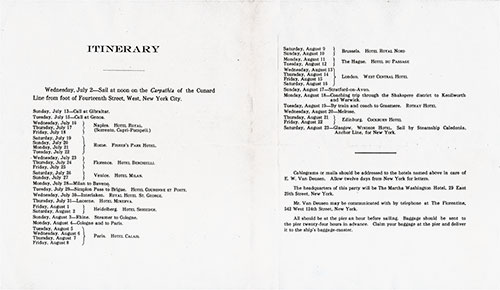 ITINERARY
Wednesday, July 2—Sail at noon on the Carpathia of the Cunard
Line from foot of Fourteenth Street, West, New York City.
Sunday, July 13—Call at Gibraltar.
Tuesday, July 15—Call at Genoa.
Wednesday, July 16
Thursday, July 17
Friday, July 18
Naples. HOTEL ROYAL.
(Sorrento, Capri-Pompeii.)
Saturday, July 19
Sunday, July 20
Monday, July 21
Tuesday, July 22
Rome. FISHER'S PARK HOTEL.
Wednesday, July 23
Thursday, July 24
Friday, July 25
Florence. HOTEL
Saturday, July 26
Sunday, July 27
Venice. HOTEL MILAN.
Monday, July 28—Milan to Baveno.
Tuesday, July 29—Simplon Pass to Brigue. HOTEL COURONNE ET POSTE.
Wednesday, July 30—Interlaken. HOTEL ROYAL ST. GEORGE.
Thursday, July 31—Lucerne. HOTEL MINERVA.
Friday, August 1
Saturday, August 2
Heidelberg. HOTEL SCHRIEDER.
Sunday, August 3—Rhine. Steamer to Cologne.
Monday, August 4—Cologne and to Paris.
Tuesday, August 5
Wednesday, August 6
Thursday, August 7
Friday, August 8
Paris. HOTEL CALAIS.
Saturday, August 9
Sunday, August 10
Brussels. HOTEL ROYAL NORD.
Monday, August 11
Tuesday, August 12
The Hague. HOTEL DU PASSAGE
Wednesday, August 13
Thursday, August 14
Friday, August 15
Saturday, August 16
London. WEST CENTRAL HOTEL
Sunday, August 17—Stratford-on-Avon.
Monday, August 18—Coaching trip through the Shakspere district to Kenilworth
and Warwick.
Tuesday, August 19—By train and coach to Grasmere. ROTHAY HOTEL.
Wednesday, August 20—Melrose.
Thursday, August 21
Friday, August 22
Edinburg. COCKBURN HOTEL
Saturday, August 23—Glasgow. WINDSOR HOTEL. Sail by Steamship Caledonia.
Anchor Line, for New York.
Cablegrams or mails should be addressed to the hotels named above in care of
E. W. Van Deusen. Allow twelve days from New York for letters.
The headquarters of this party will be The Martha Washington Hotel, 29 East
29th Street, New York.
Mr. Van Deusen may be communicated with by telephone at The Florentine,
542 West 124th Street, New York.
All should be at the pier an hour before sailing. Baggage should be sent to
the pier twenty-four hours in advance. Claim your baggage at the pier and deliver
it to the ship's baggage-master.